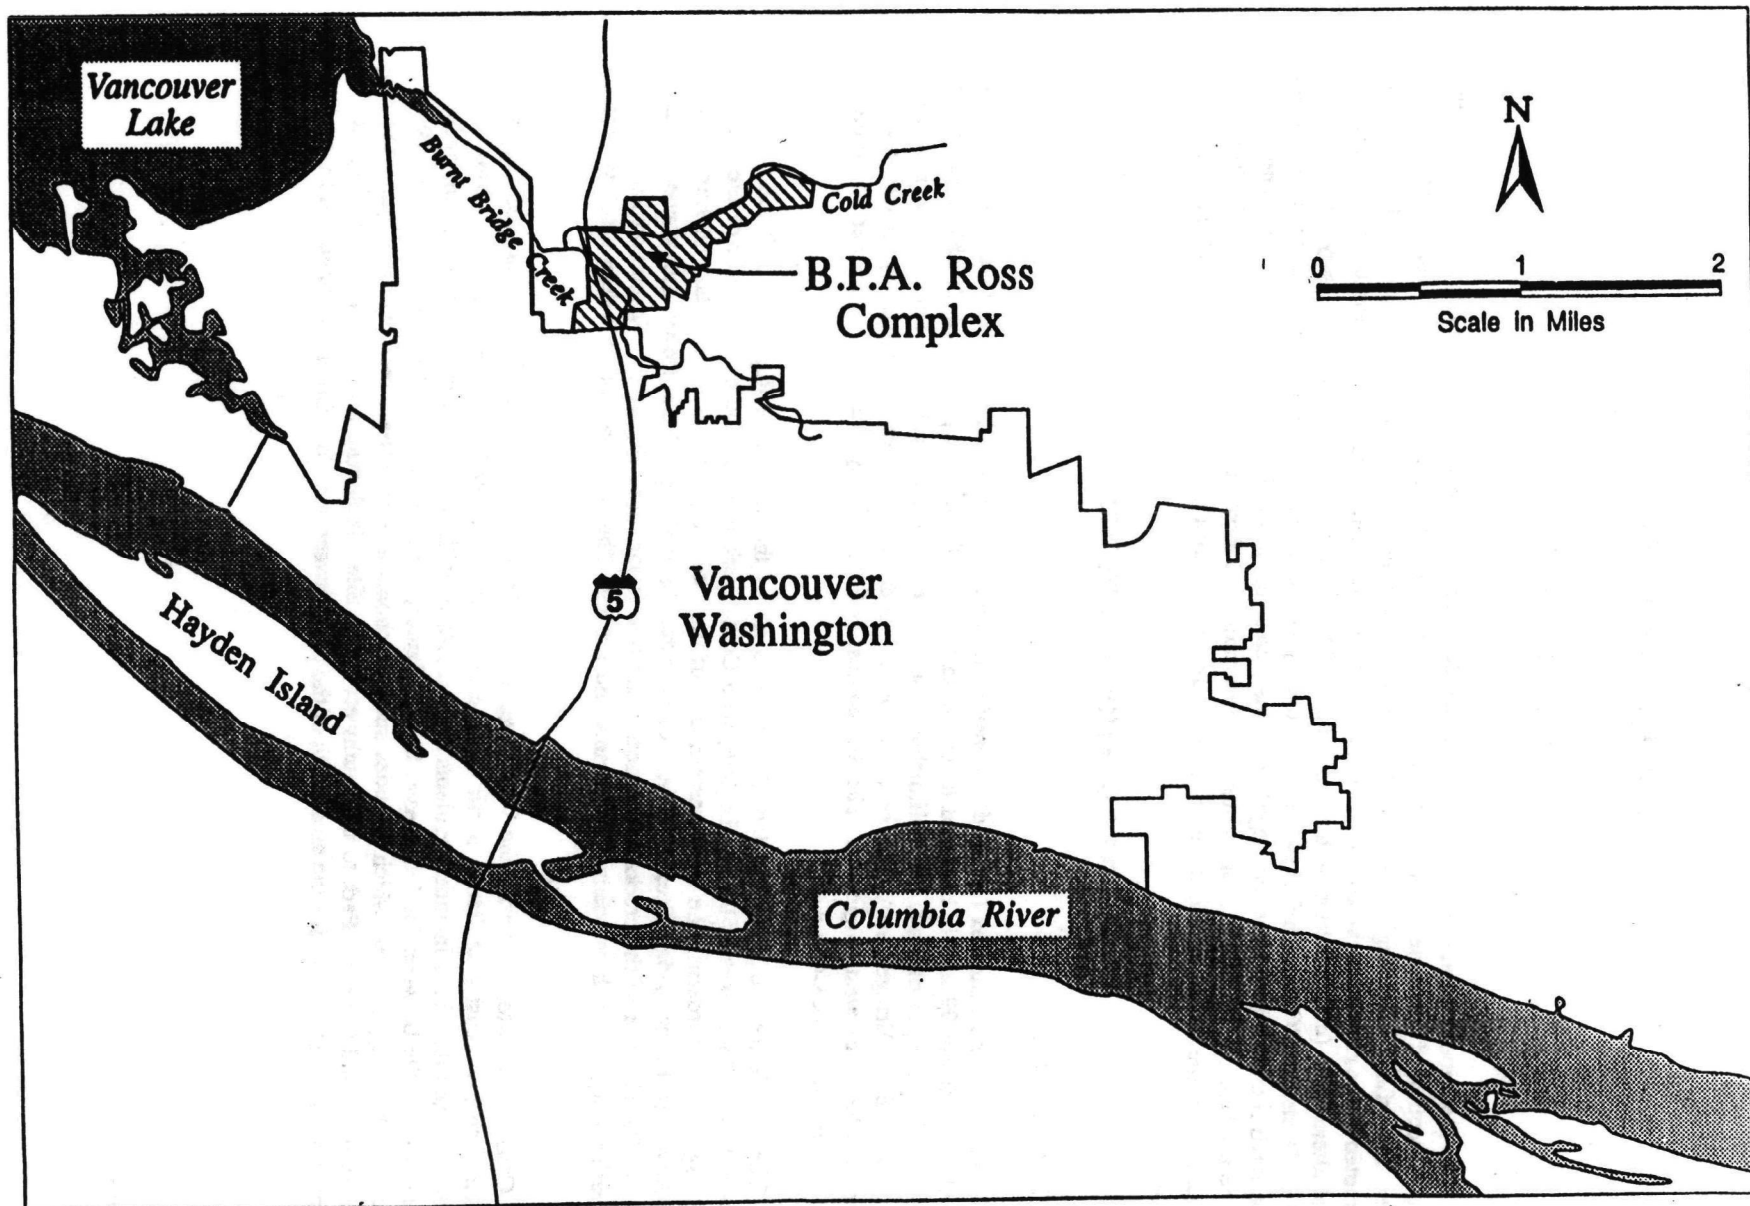 Vancouver
Lake
N
Burnt Bridge Creek
Cold Creek
B.P.A. Ross
Complex
0 1 2
Scale in Miles
5
Vancouver
Washington
Hayden Island
Columbia River